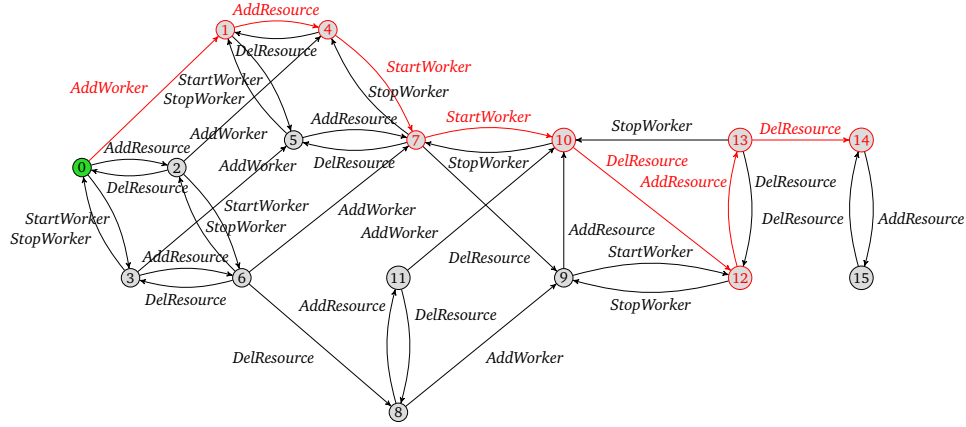 AddResource
1
4
DelResource
AddWorker
StartWorker
StopWorker
StartWorker
StopWorker
AddResource
AddWorker
5
AddResource
DelResource
7
StartWorker
StopWorker
10
StopWorker
13
DelResource
14
0
2
DelResource
AddWorker
DelResource
AddResource
DelResource
StartWorker
StopWorker
StartWorker
StopWorker
AddWorker
AddWorker
DelResource
AddResource
DelResource
AddResource
3
AddResource
6
DelResource
11
DelResource
9
StartWorker
StopWorker
12
15
AddResource
DelResource
DelResource
AddWorker
8